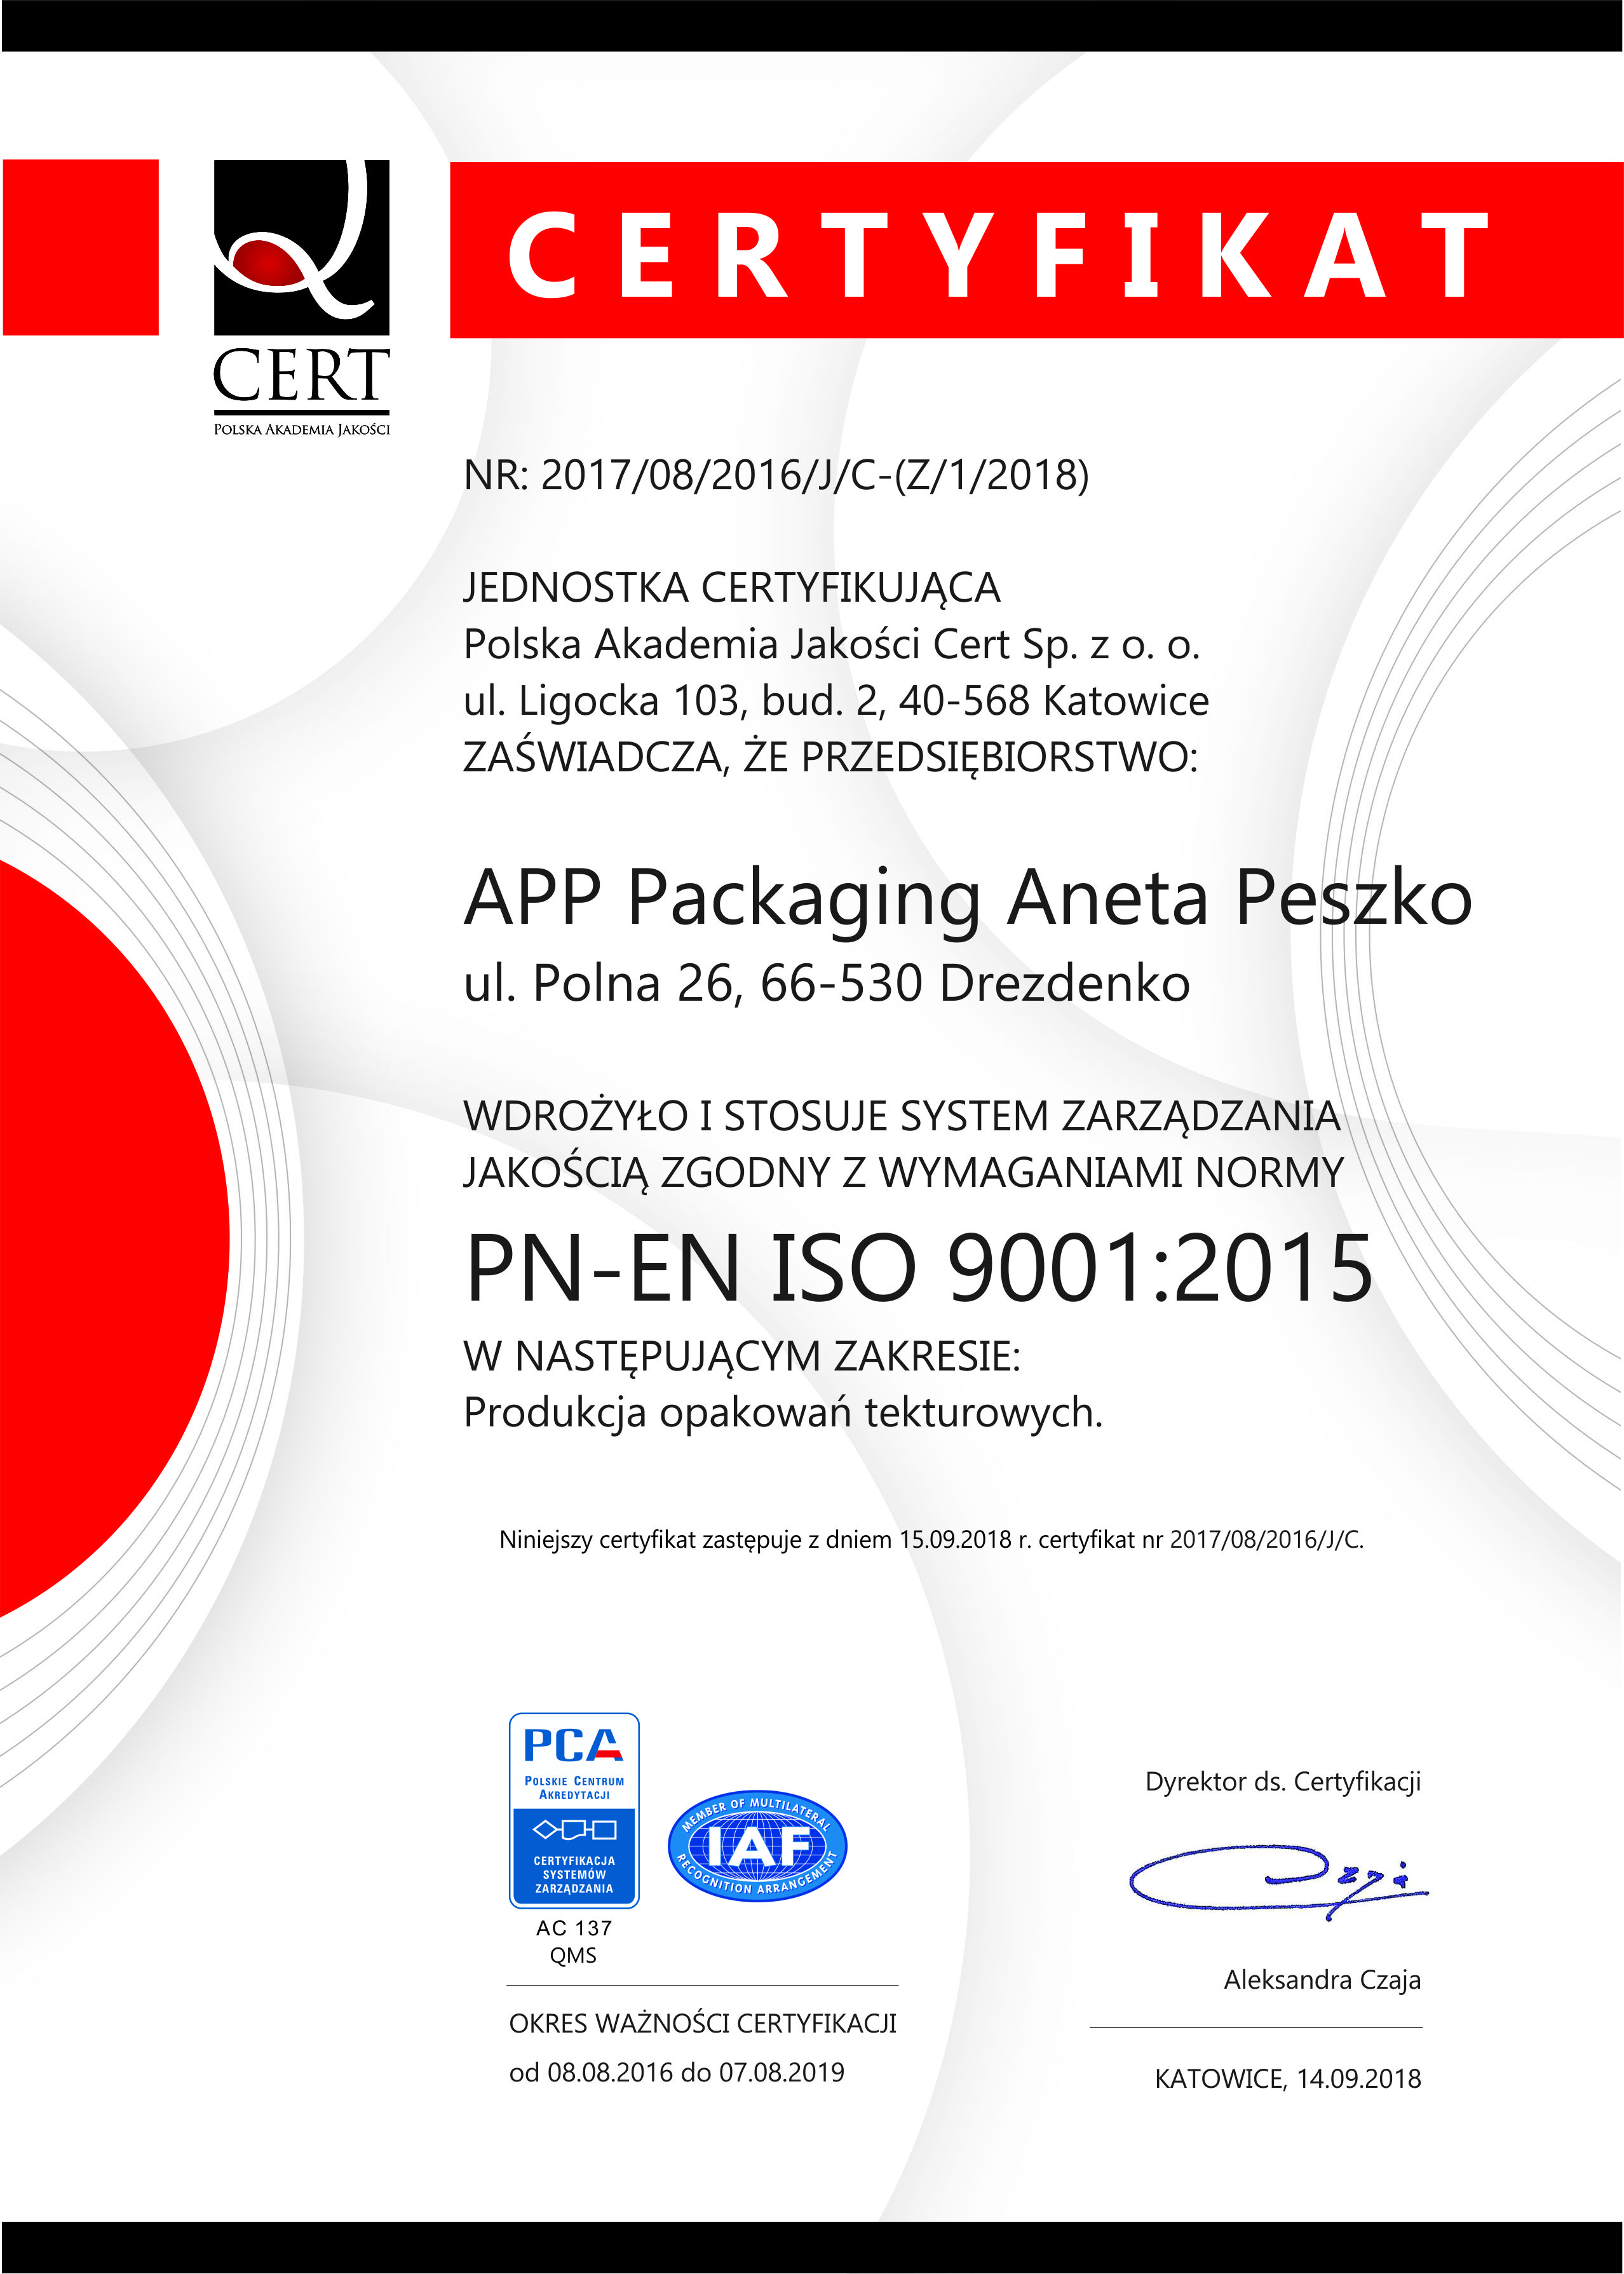 CERTYFIKAT
CERT
POLSKA AKADEMIA JAKOŚCI
NR: 2017/08/2016/J/C-(Z/1/2018)
JEDNOSTKA CERTYFIKUJĄCA
Polska Akademia Jakości Cert Sp. z o. o.
ul. Ligocka 103, bud. 2, 40-568 Katowice
ZAŚWIADCZA, ŻE PRZEDSIĘBIORSTWO:
APP Packaging Aneta Peszko
ul. Polna 26, 66-530 Drezdenko
WDROŻYŁO I STOSUJE SYSTEM ZARZĄDZANIA
JAKOŚCIĄ ZGODNY Z WYMAGANIAMI NORMY
PN-EN ISO 9001:2015
W NASTĘPUJĄCYM ZAKRESIE:
Produkcja opakowań tekturowych.
Niniejszy certyfikat zastępuje z dniem 15.09.2018 r. certyfikat nr 2017/08/2016/J/C.
PCA
POLSKIE CENTRUM
AKREDYTACJI
CERTYFIKACJA
SYSTEMÓW
ZARZĄDZANIA
AC 137
QMS
MEMBER OF MULTILATERAL
IAF
RECOGNITION ARRANGEMENT
OKRES WAŻNOŚCI CERTYFIKACJI
od 08.08.2016 do 07.08.2019
Dyrektor ds. Certyfikacji
Aleksandra Czaja
KATOWICE, 14.09.2018